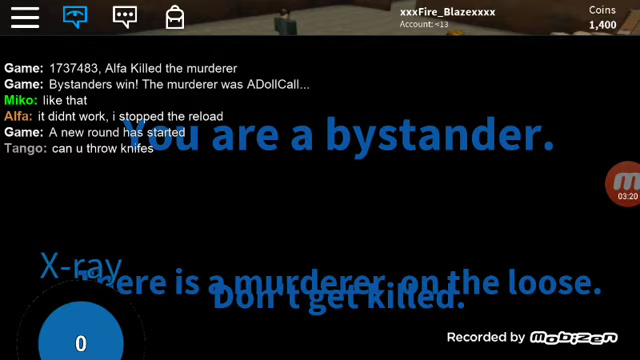 xxxFire_Blazexxxx
Account: <13
Coins
1,400
Game: 1737483, Alfa Killed the murderer
Game: Bystanders win! The murderer was ADollCall...
Miko: like that
Alfa: it didnt work, i stopped the reload
Game: A new round has started
Tango: can u throw knifes
You are a bystander.
03:20
X-ray
There is a murderer on the loose.
Don't get killed.
0
Recorded by mobizen